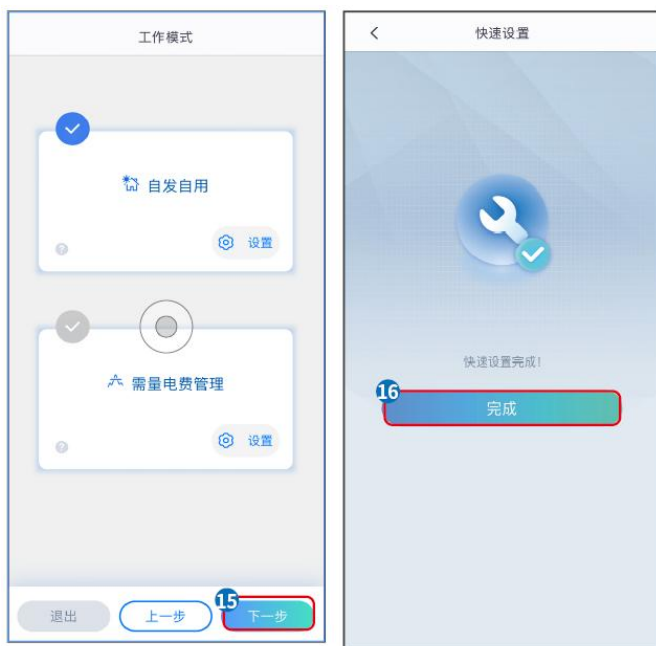 工作模式
自发自用
设置
?
需量电费管理
设置
?
退出
上一步
15
下一步
快速设置
快速设置完成!
16
完成